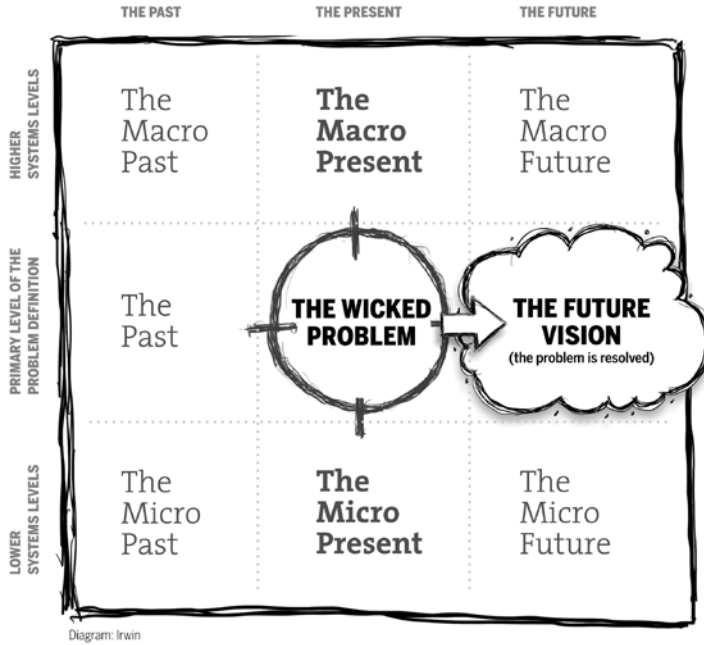 THE PAST
THE PRESENT
THE FUTURE
HIGHER
SYSTEMS LEVELS
The
Macro
Past
The
Macro
Present
The
Macro
Future
PRIMARY LEVEL OF THE
PROBLEM DEFINITION
The
Past
THE WICKED
PROBLEM
THE FUTURE
VISION
(the problem is resolved)
LOWER
SYSTEMS LEVELS
The
Micro
Past
The
Micro
Present
The
Micro
Future
Diagram: Irwin